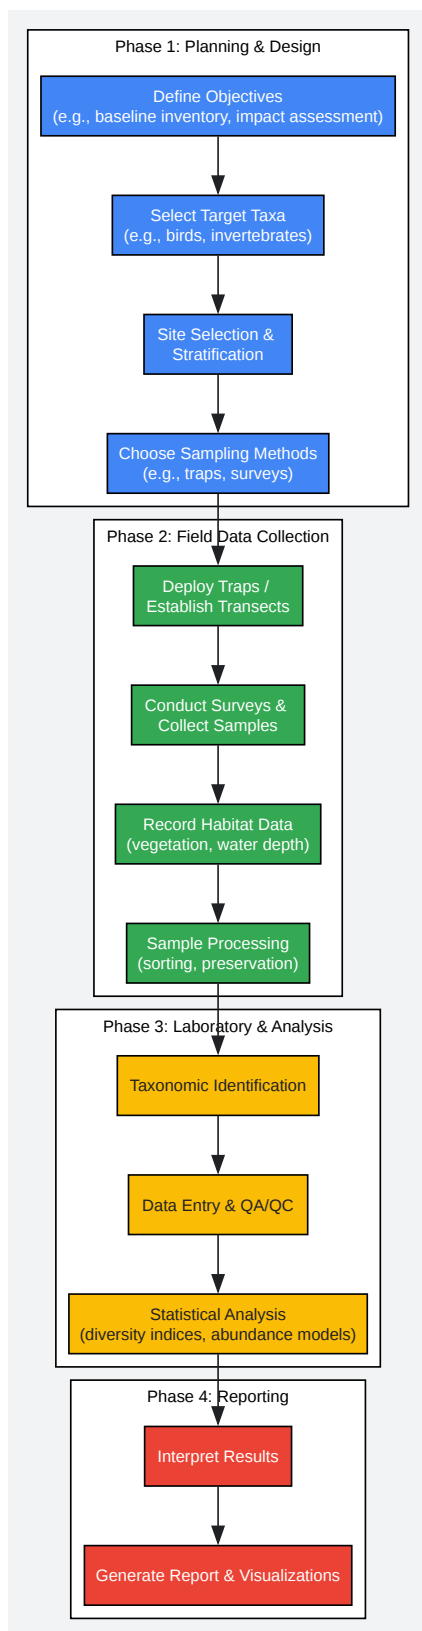 Phase 1: Planning & Design
Define Objectives
(e.g., baseline inventory, impact assessment)
Select Target Taxa
(e.g., birds, invertebrates)
Site Selection &
Stratification
Choose Sampling Methods
(e.g., traps, surveys)
Phase 2: Field Data Collection
Deploy Traps /
Establish Transects
Conduct Surveys &
Collect Samples
Record Habitat Data
(vegetation, water depth)
Sample Processing
(sorting, preservation)
Phase 3: Laboratory & Analysis
Taxonomic Identification
Data Entry & QA/QC
Statistical Analysis
(diversity indices, abundance models)
Phase 4: Reporting
Interpret Results
Generate Report & Visualizations